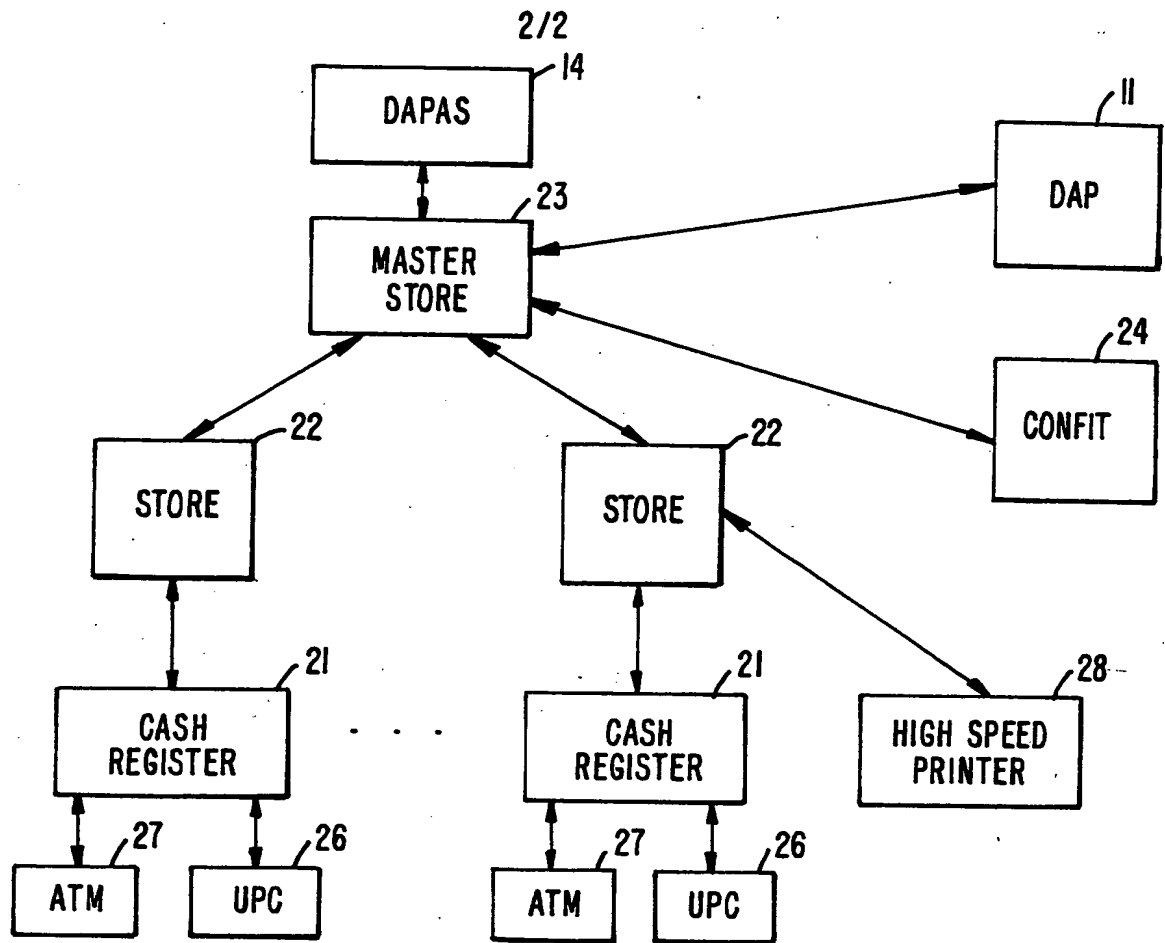 2/2
14
DAPAS
11
DAP
23
MASTER
STORE
24
CONFIT
22
STORE
22
STORE
21
CASH
REGISTER
21
CASH
REGISTER
28
HIGH SPEED
PRINTER
27
ATM
26
UPC
27
ATM
26
UPC